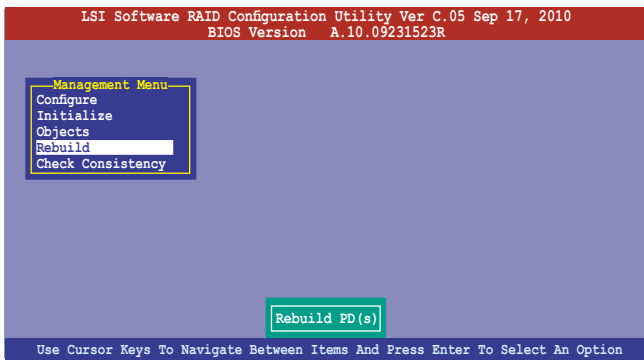 LSI Software RAID Configuration Utility Ver C.05 Sep 17, 2010
BIOS Version A.10.09231523R
Management Menu
Configure
Initialize
Objects
Rebuild
Check Consistency
Rebuild PD(s)
Use Cursor Keys To Navigate Between Items And Press Enter To Select An Option